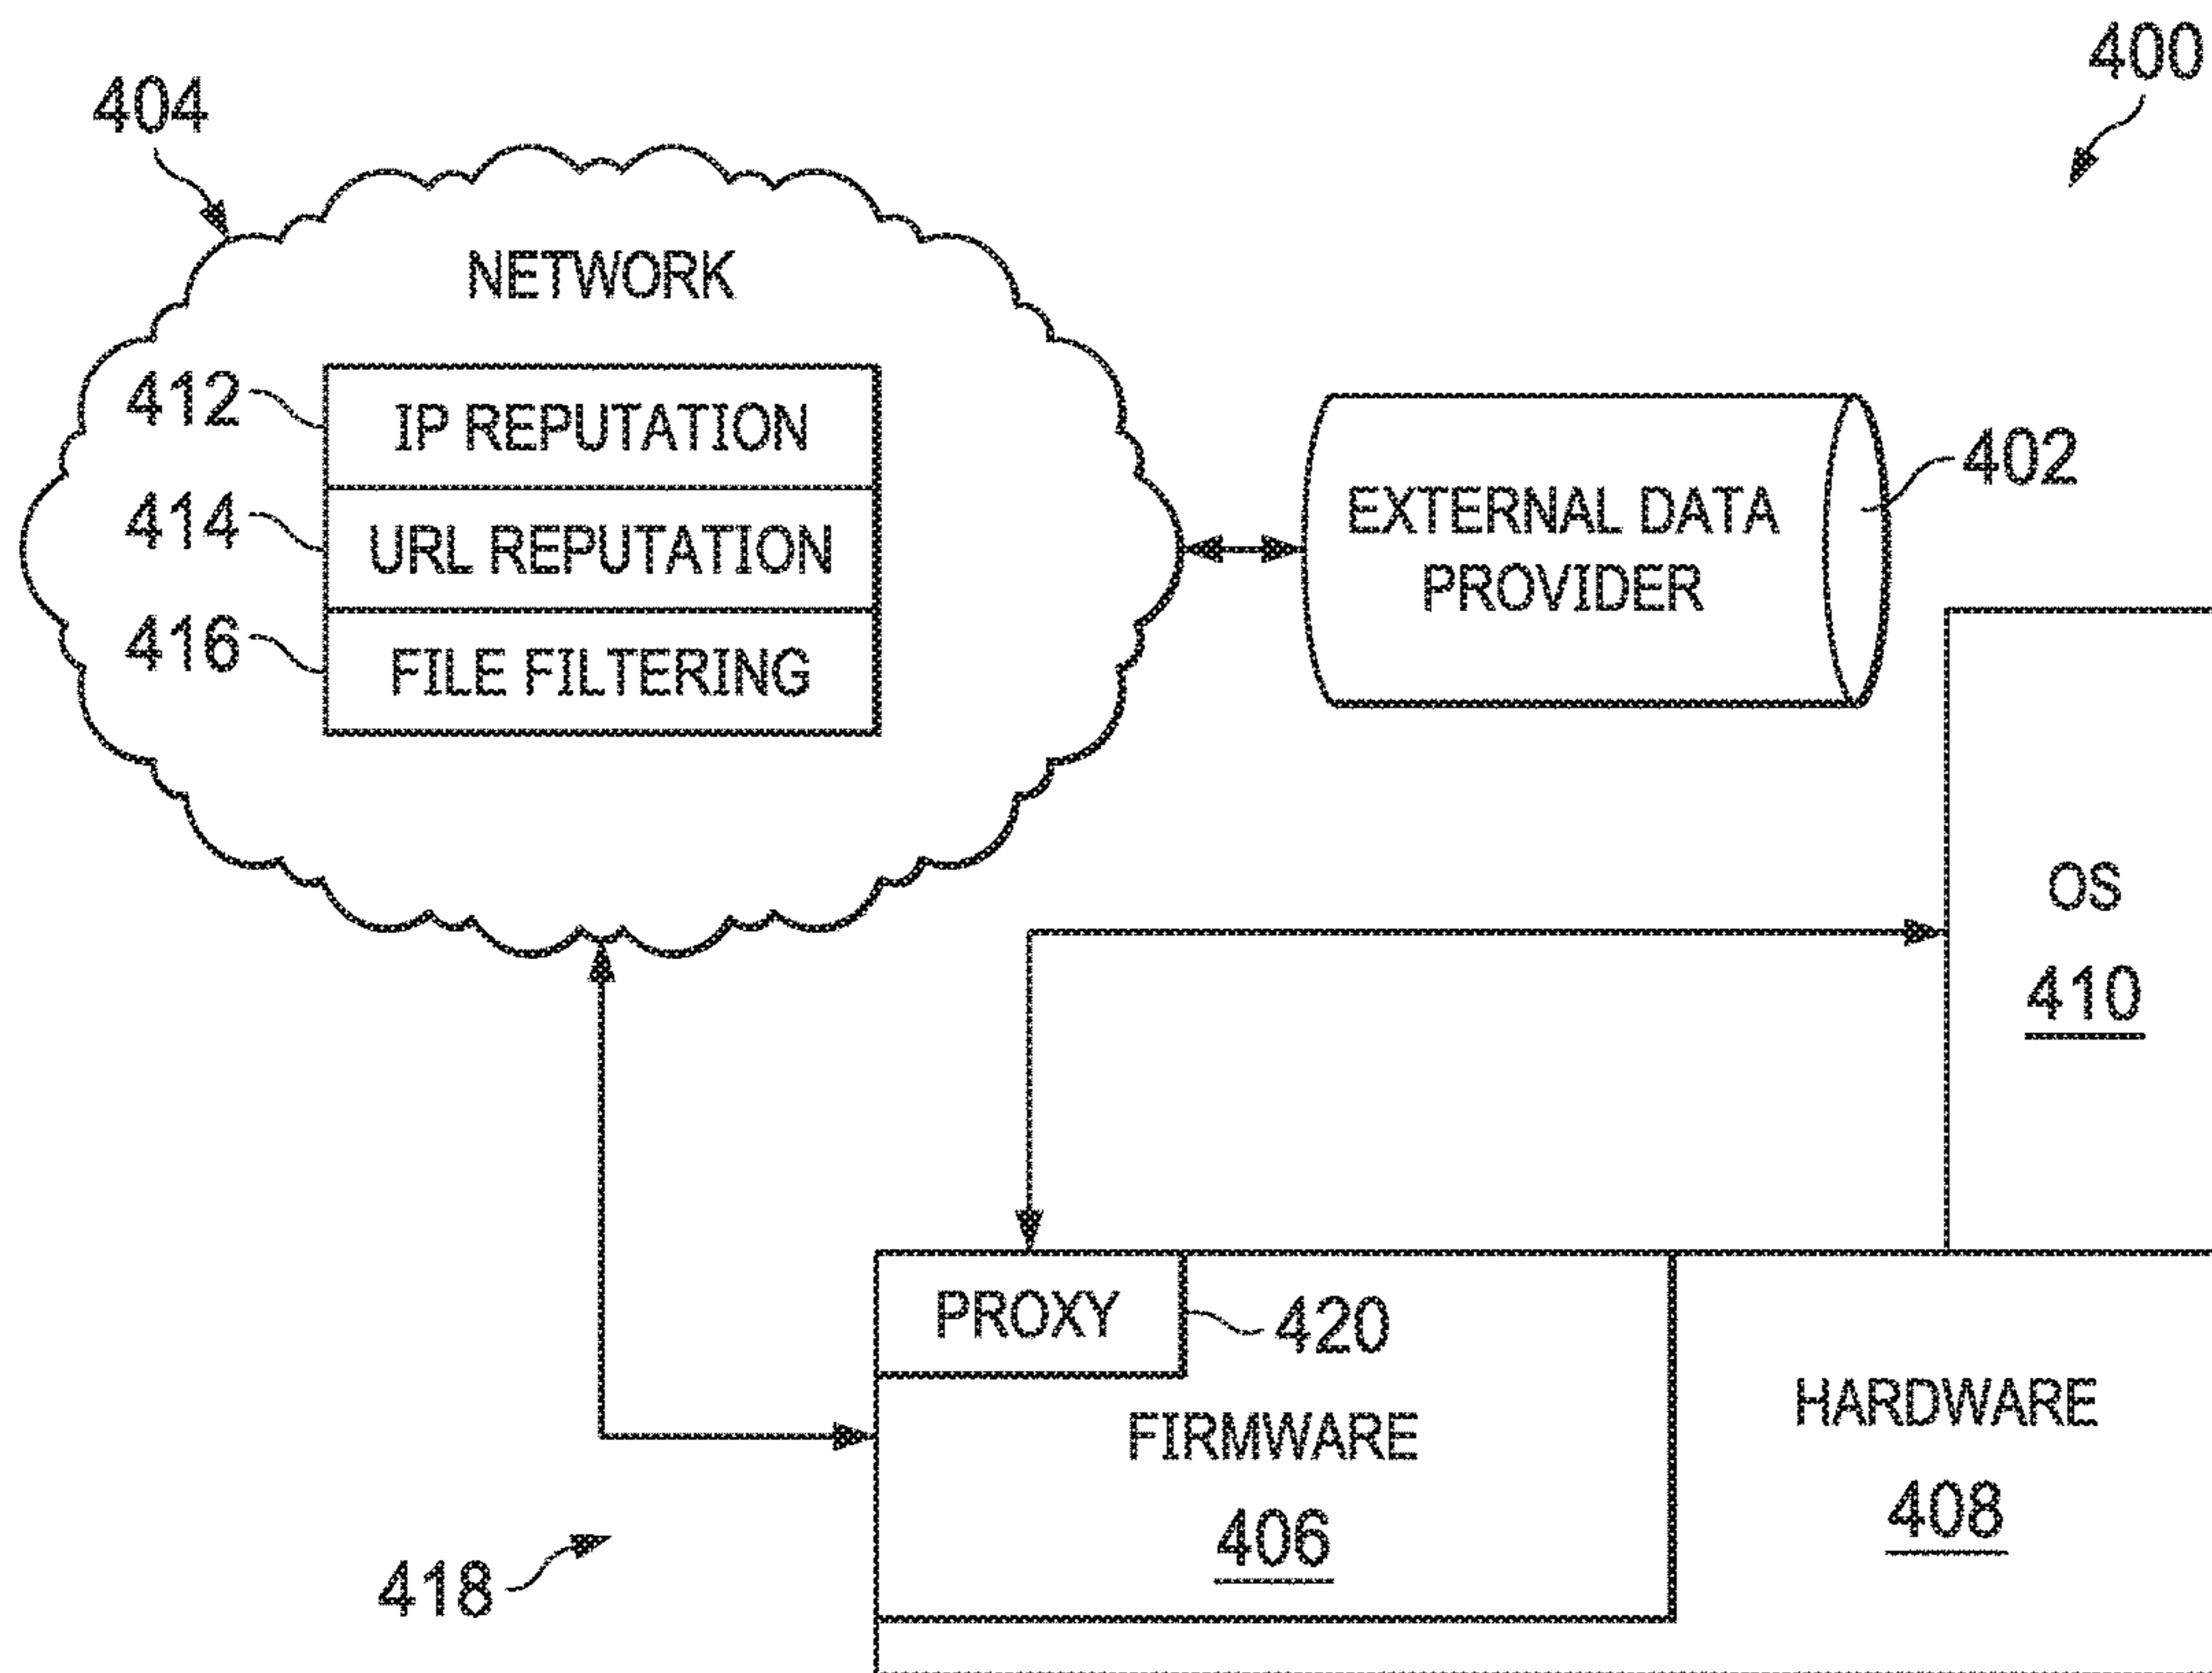 400
404
NETWORK
412
IP REPUTATION
414
URL REPUTATION
416
FILE FILTERING
EXTERNAL DATA
PROVIDER
402
OS
410
PROXY
420
FIRMWARE
406
HARDWARE
408
418